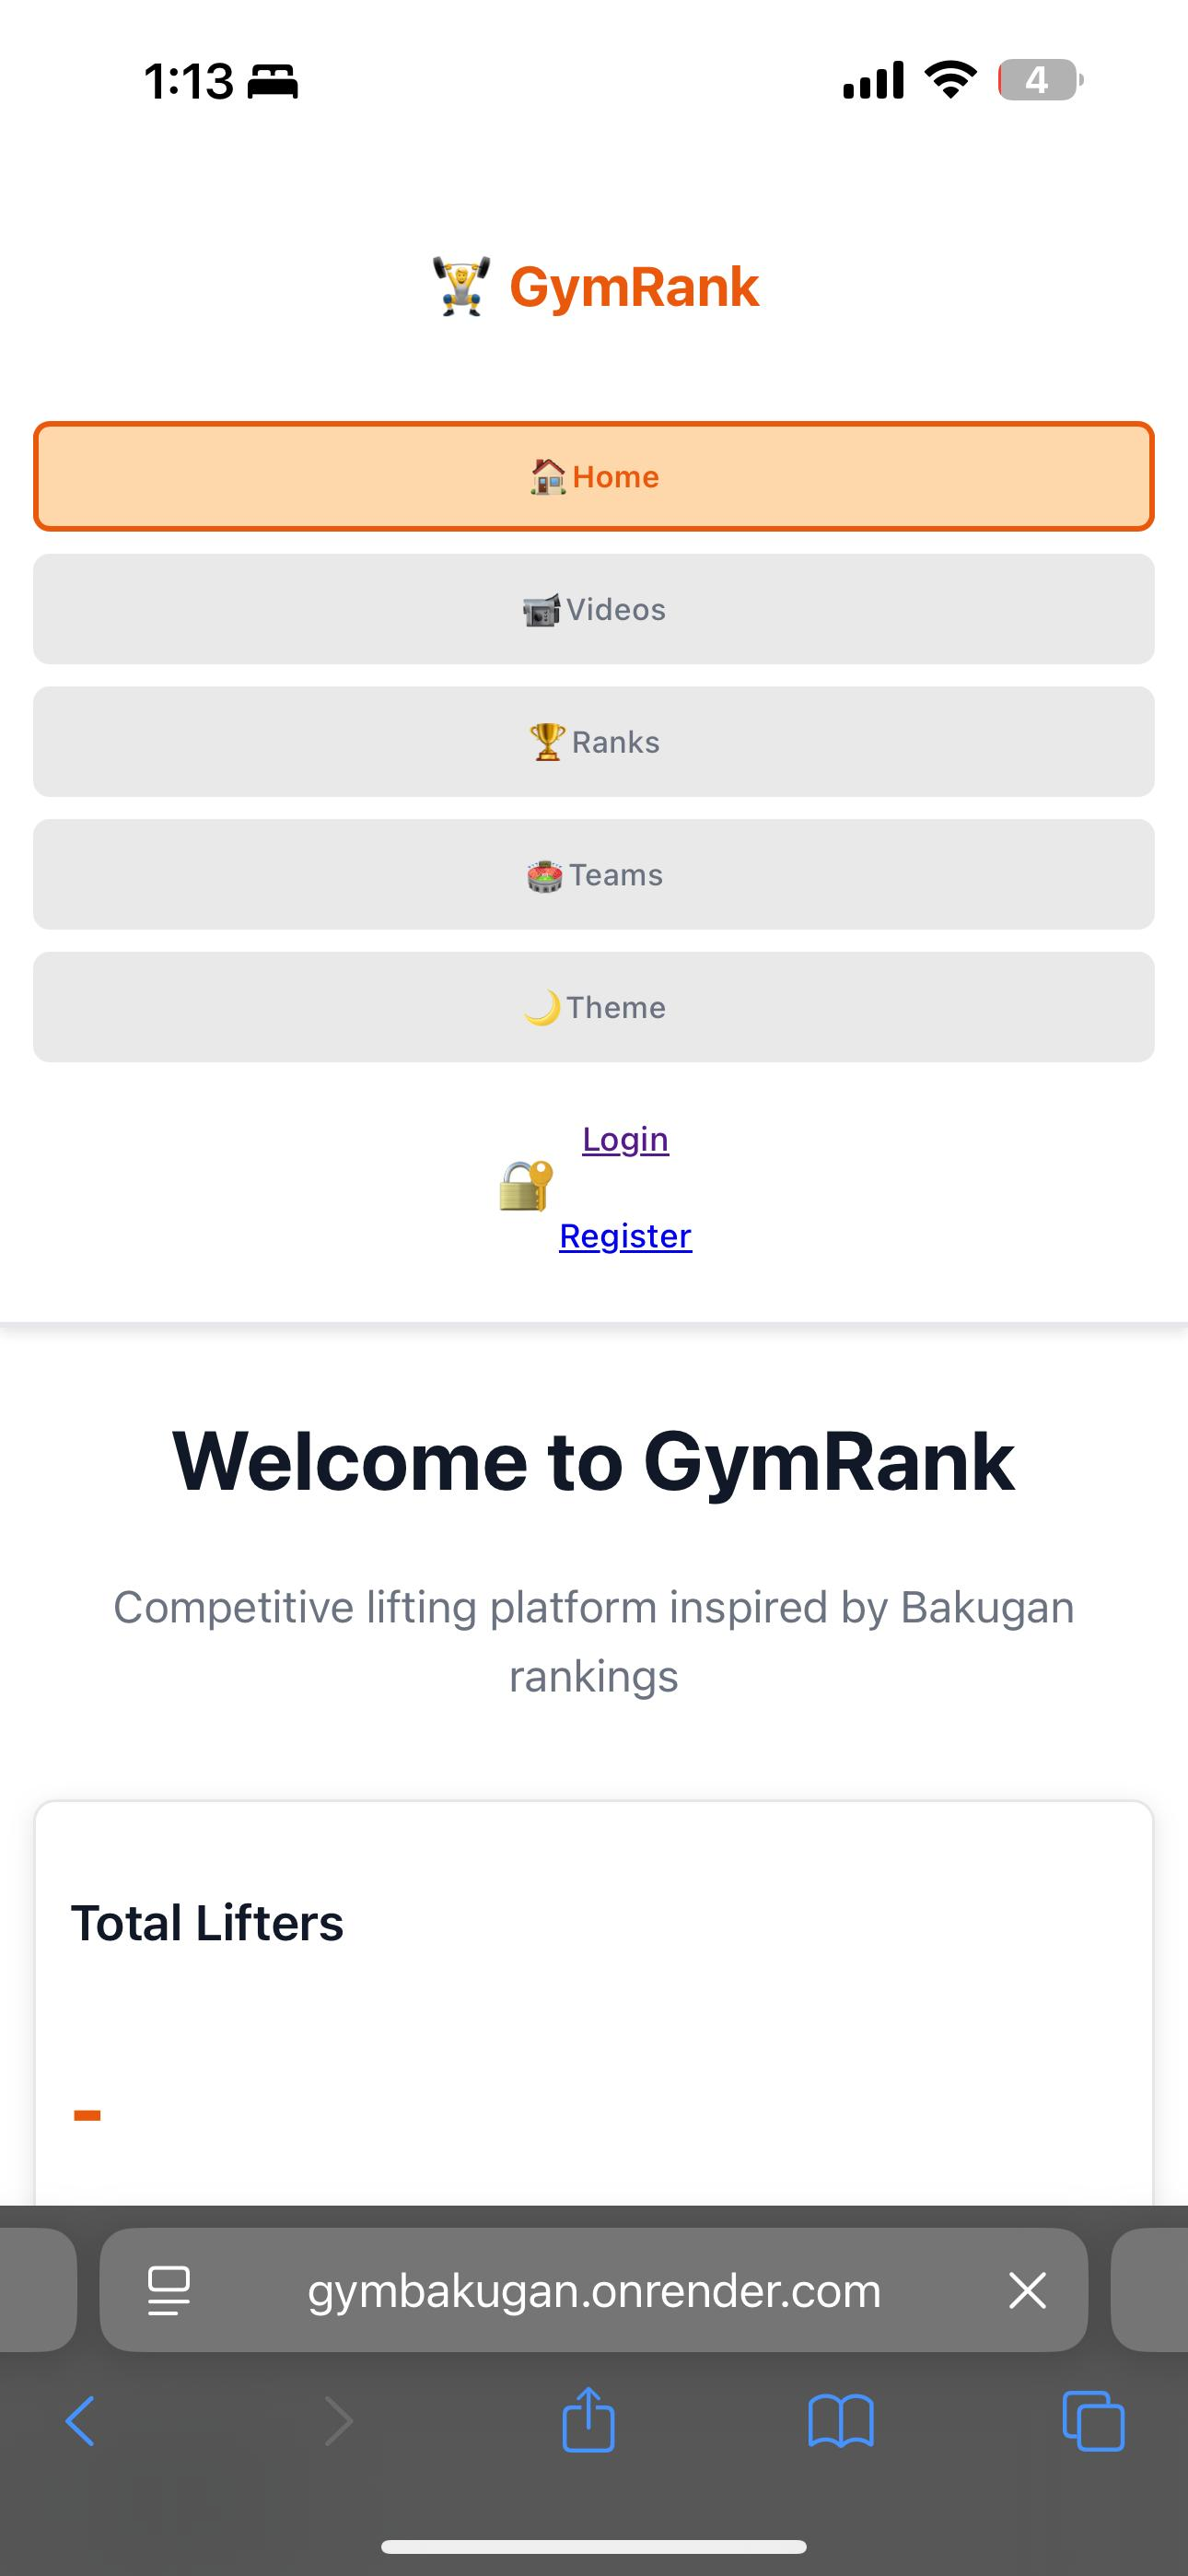 1:13
4
GymRank
Home
Videos
Ranks
Teams
Theme
Login
Register
Welcome to GymRank
Competitive lifting platform inspired by Bakugan
rankings
Total Lifters
-
gymbakugan.onrender.com